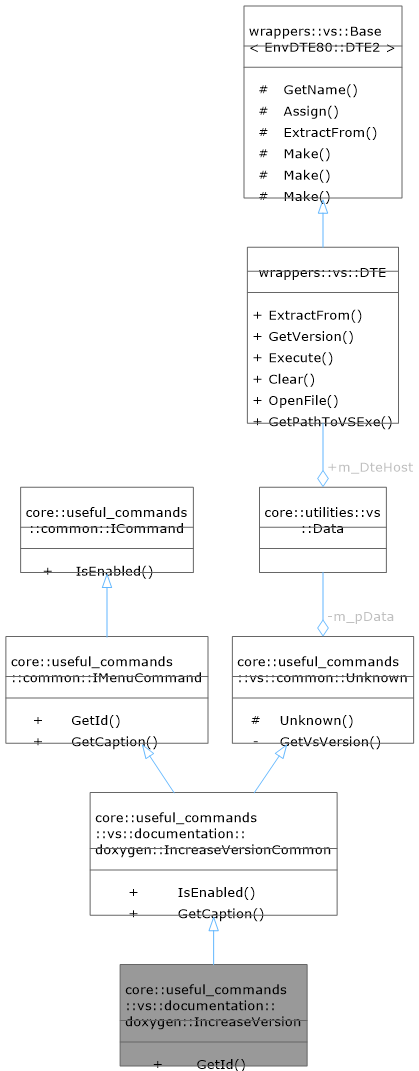 wrappers::vs::Base
< EnvDTE80::DTE2 >
# GetName()
# Assign()
# ExtractFrom()
# Make()
# Make()
# Make()
wrappers::vs::DTE
+ ExtractFrom()
+ GetVersion()
+ Execute()
+ Clear()
+ OpenFile()
+ GetPathToVSExe()
+m_DteHost
core::useful_commands
::common::ICommand
+ IsEnabled()
core::utilities::vs
::Data
-m_pData
core::useful_commands
::common::IMenuCommand
+ GetId()
+ GetCaption()
core::useful_commands
::vs::common::Unknown
# Unknown()
- GetVsVersion()
core::useful_commands
::vs::documentation::
doxygen::IncreaseVersionCommon
+ IsEnabled()
+ GetCaption()
core::useful_commands
::vs::documentation::
doxygen::IncreaseVersion
+ GetId()